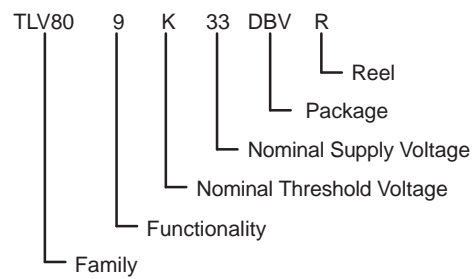 TLV80 9 K 33 DBV R
Reel
Package
Nominal Supply Voltage
Nominal Threshold Voltage
Functionality
Family